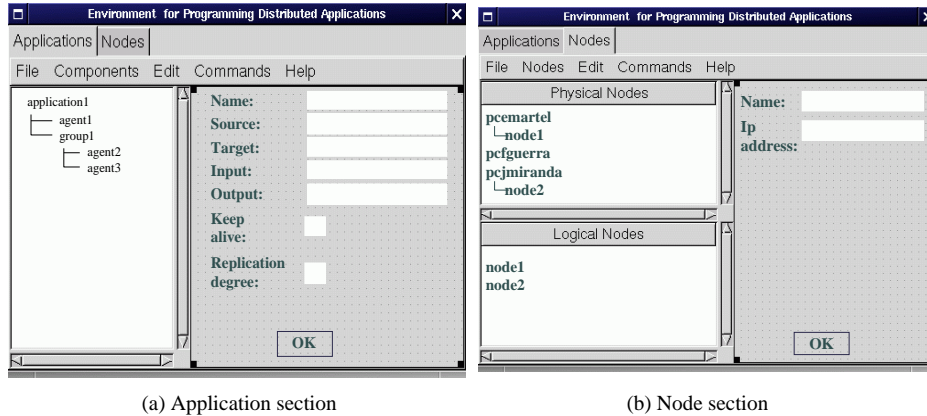 Environment for Programming Distributed Applications
Applications Nodes
File Components Edit Commands Help
application1
agent1
group1
agent2
agent3
Name:
Source:
Target:
Input:
Output:
Keep
alive:
Replication
degree:
OK
(a) Application section
Environment for Programming Distributed Applications
Applications Nodes
File Nodes Edit Commands Help
Physical Nodes
pcemartel
node1
pcfguerra
pcjmiranda
node2
Logical Nodes
node1
node2
Name:
Ip
address:
OK
(b) Node section